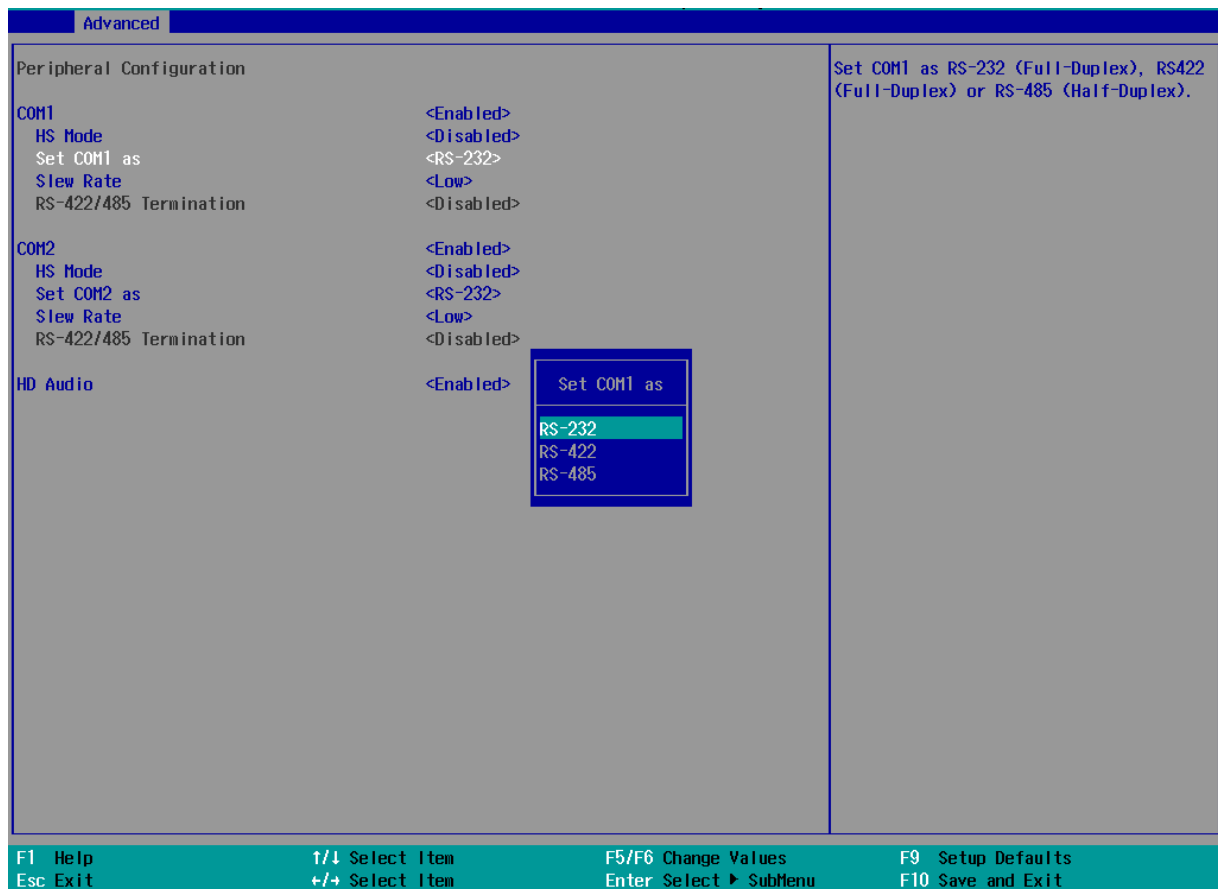 Advanced
Peripheral Configuration
Set COM1 as RS-232 (Full-Duplex), RS422
(Full-Duplex) or RS-485 (Half-Duplex).
COM1 <Enabled>
HS Mode <Disabled>
Set COM1 as <RS-232>
Slew Rate <Low>
RS-422/485 Termination <Disabled>
COM2 <Enabled>
HS Mode <Disabled>
Set COM2 as <RS-232>
Slew Rate <Low>
RS-422/485 Termination <Disabled>
HD Audio <Enabled>
Set COM1 as
RS-232
RS-422
RS-485
F1 Help ↑/↓ Select Item F5/F6 Change Values F9 Setup Defaults
Esc Exit ←/→ Select Item Enter Select ▶ SubMenu F10 Save and Exit